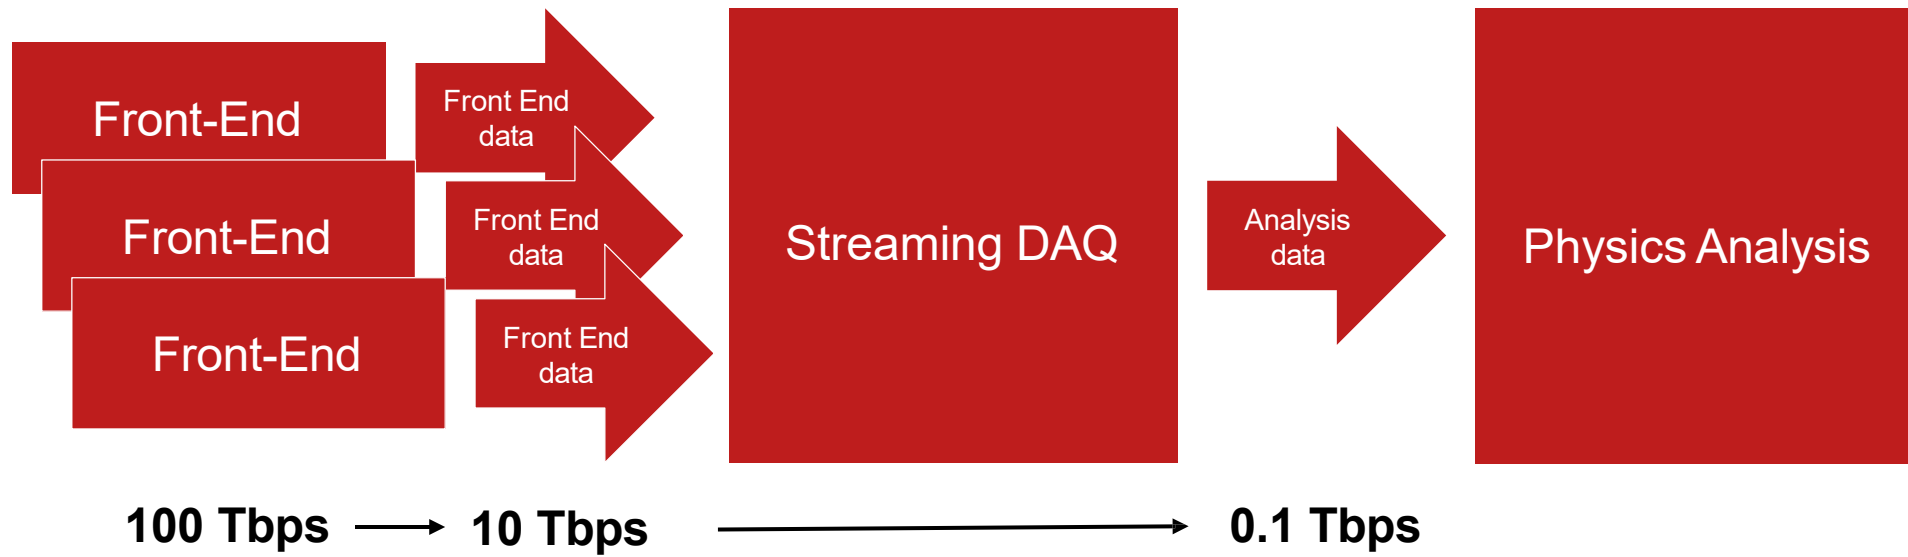 Front-End
Front-End
Front-End
Front End
data
Front End
data
Front End
data
Streaming DAQ
Analysis
data
Physics Analysis
100 Tbps
10 Tbps
0.1 Tbps